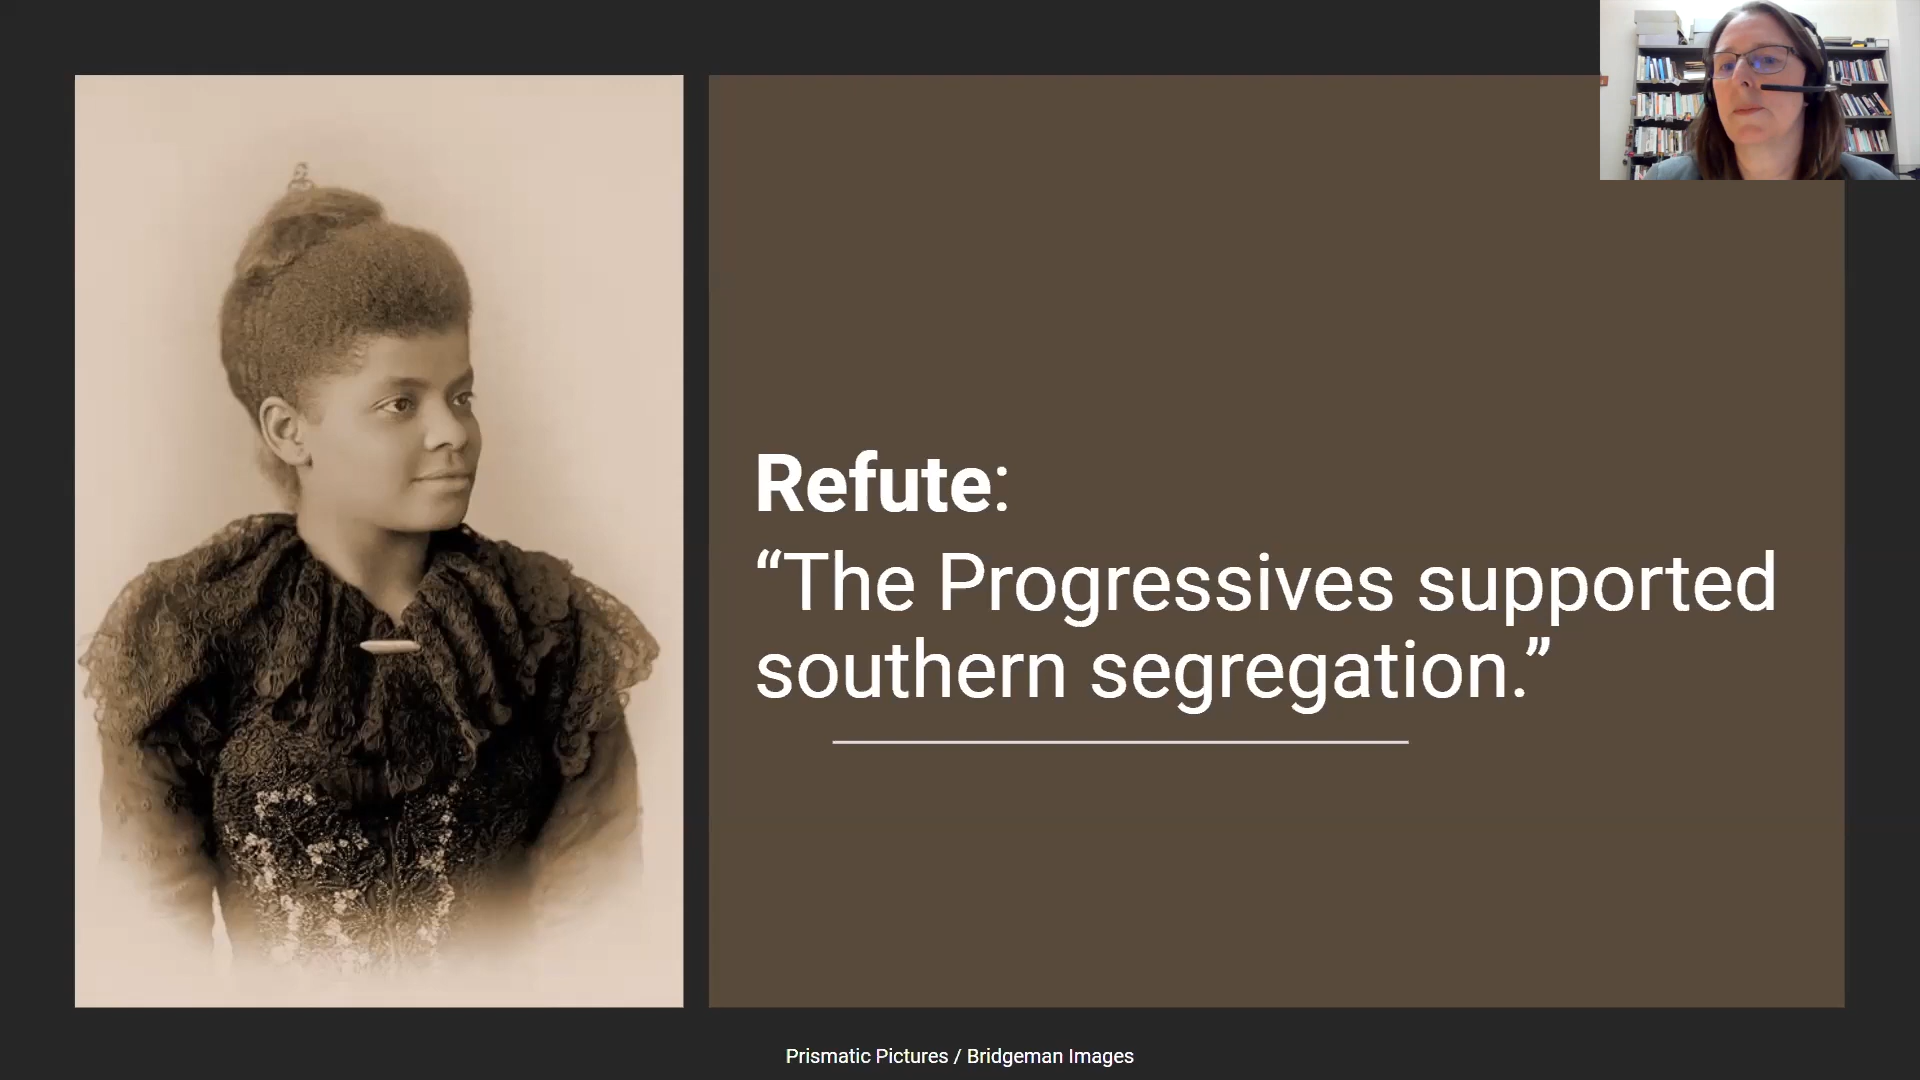 Refute:
“The Progressives supported
southern segregation.”
Prismatic Pictures / Bridgeman Images